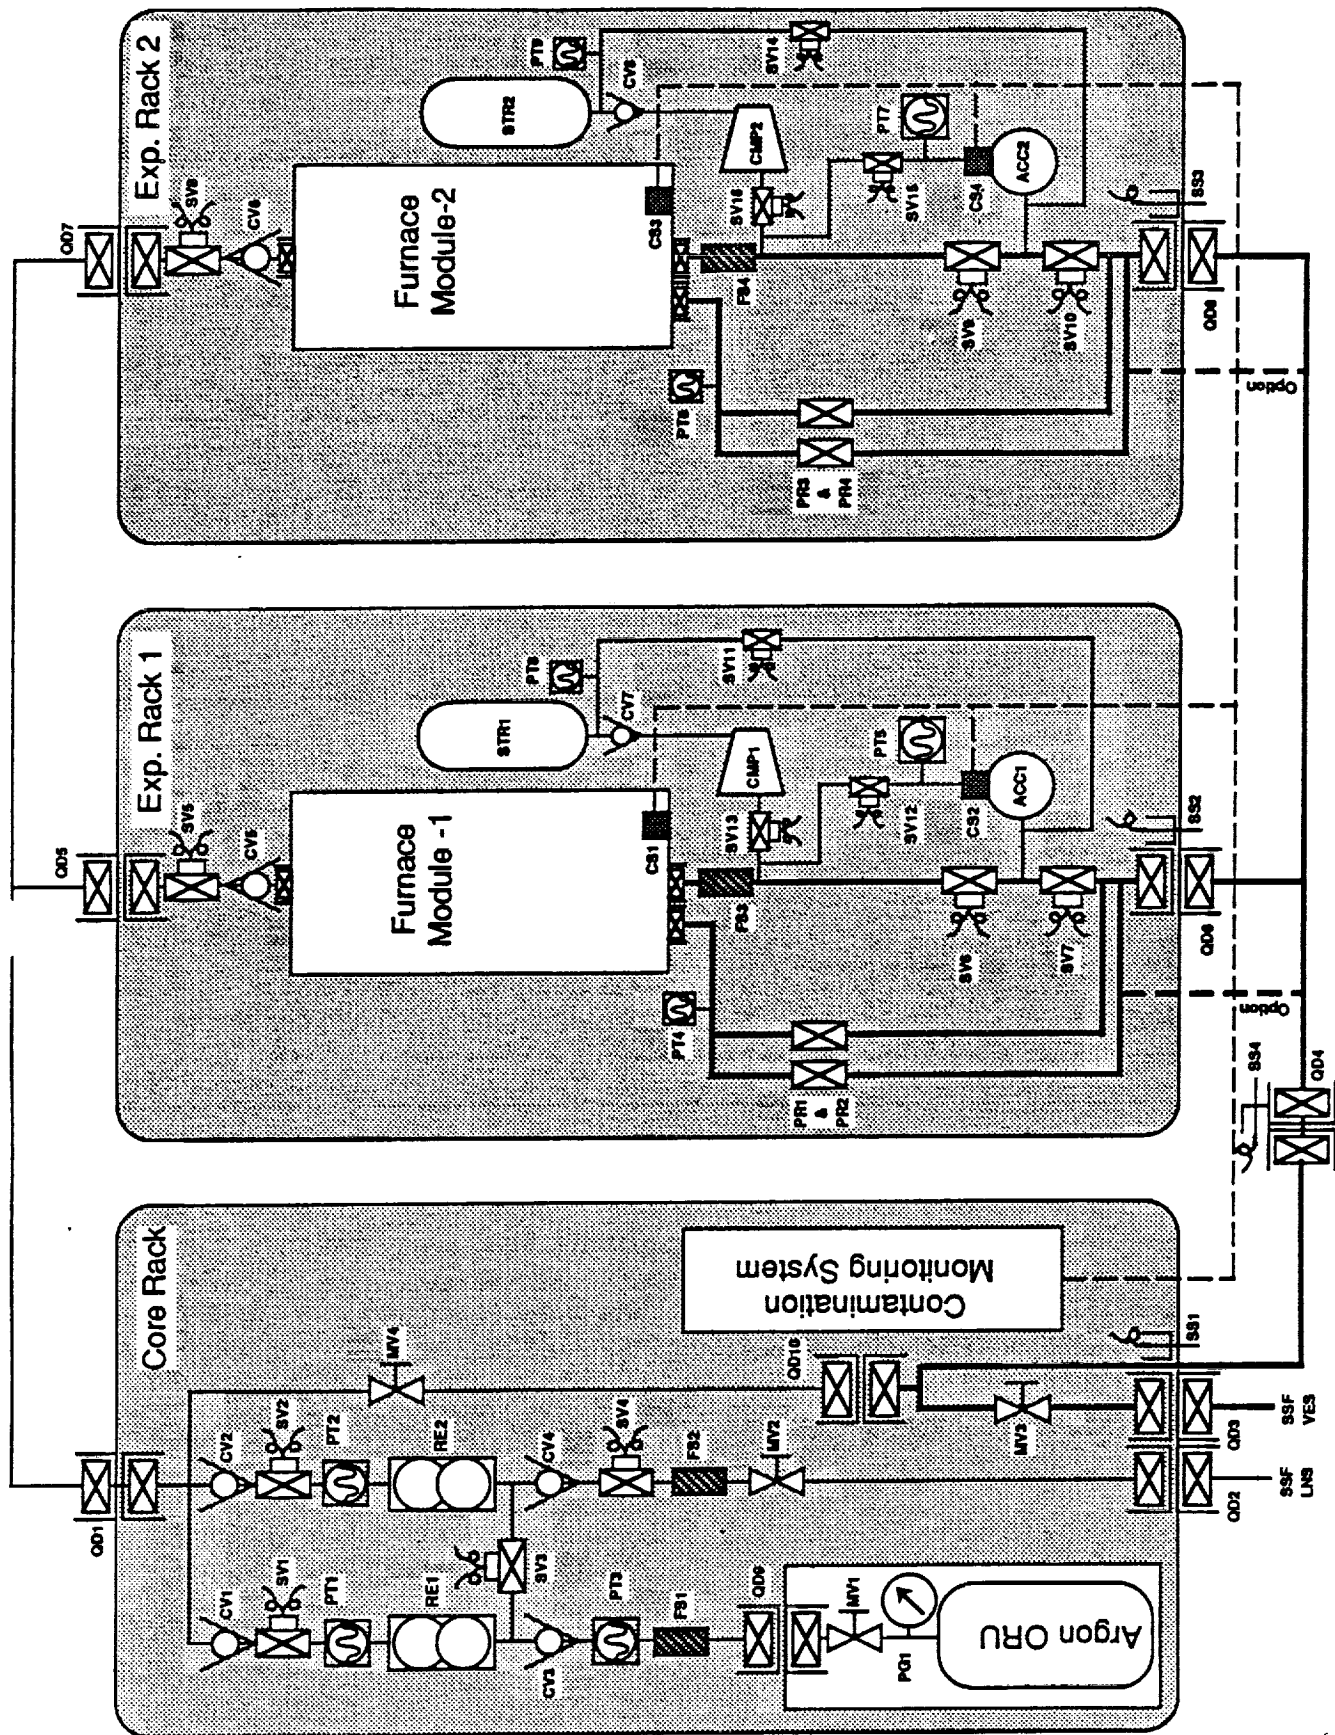 Core Rack
QD1
CV1
SV1
PT1
RE1
CV3
PT3
FS1
QD9
MV1
PG1
Argon ORU
SV3
CV2
SV2
PT2
RE2
CV4
SV4
FS2
MV2
QD2
SSF
LNS
MV4
QD10
MV3
QD3
SSF
VES
SS1
Contamination
Monitoring System
SS4
QD4
Exp. Rack 1
QD5
SV5
CV5
Furnace
Module -1
CS1
PT4
PR1
&
PR2
FS3
SV6
SV7
QD6
SS2
Option
STR1
PT8
CV7
SV11
CMP1
SV13
SV12
PT5
CS2
ACC1
Exp. Rack 2
QD7
SV8
CV6
Furnace
Module-2
CS3
PT6
PR3
&
PR4
FS4
SV9
SV10
QD8
SS3
Option
STR2
PT9
CV8
SV14
CMP2
SV16
SV15
PT7
CS4
ACC2